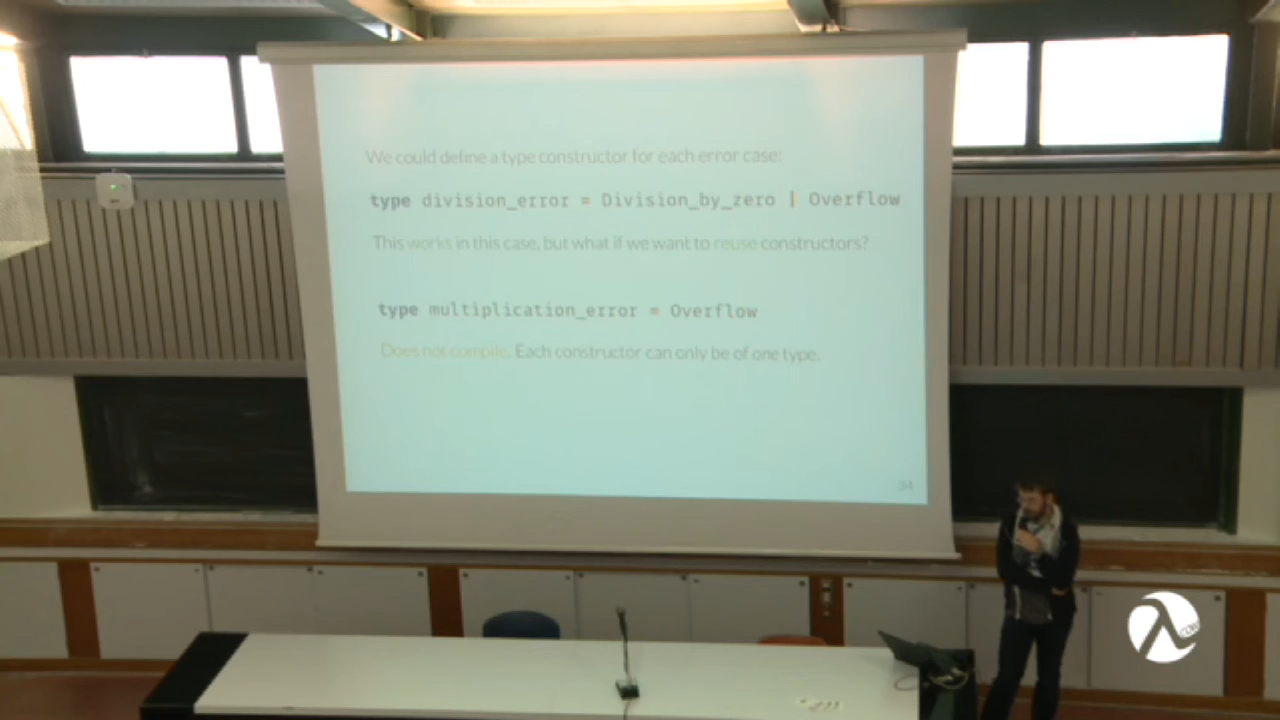 We could define a type constructor for each error case:
type division_error = Division_by_zero | Overflow
This works in this case, but what if we want to reuse constructors?
type multiplication_error = Overflow
Does not compile. Each constructor can only be of one type.
34
λ